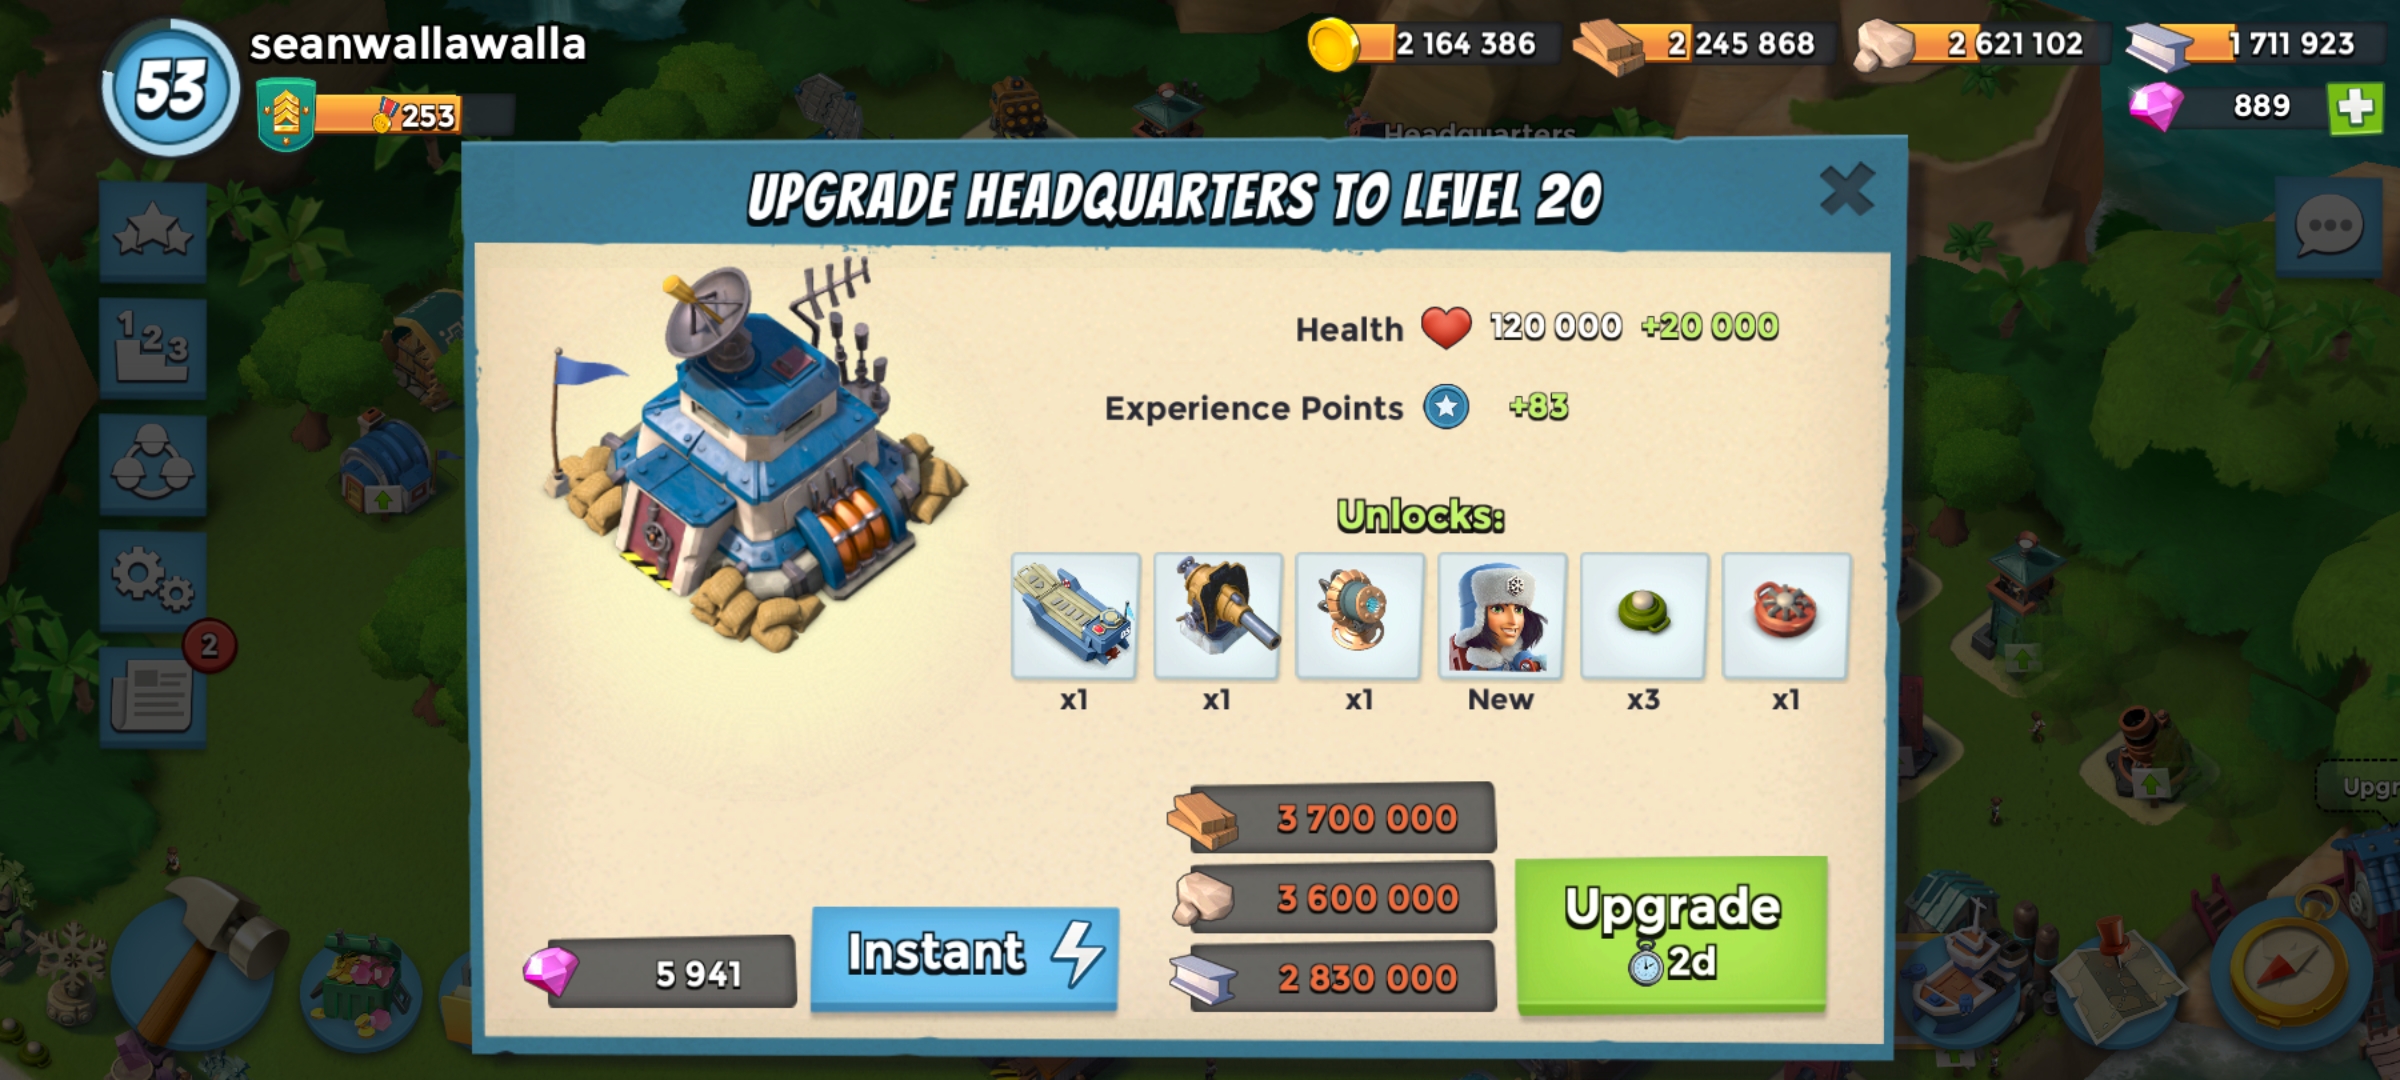 53
seanwallawalla
253
2 164 386
2 245 868
2 621 102
1 711 923
889
Headquarters
UPGRADE HEADQUARTERS TO LEVEL 20
Health 120 000 +20 000
Experience Points +83
Unlocks:
x1 x1 x1 New x3 x1
1 2 3
2
3 700 000
3 600 000
2 830 000
5 941
Instant
Upgrade
2d